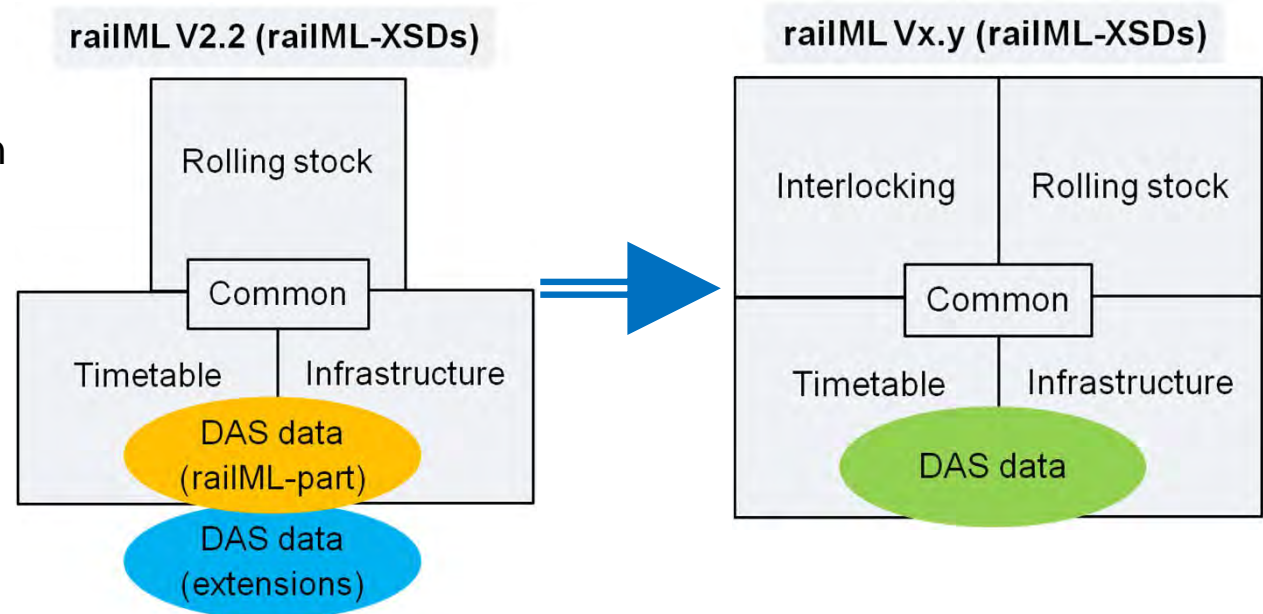 railML V2.2 (railML-XSDs)
Rolling stock
Common
Timetable
Infrastructure
DAS data
(railML-part)
DAS data
(extensions)
railML Vx.y (railML-XSDs)
Interlocking
Rolling stock
Common
Timetable
Infrastructure
DAS data